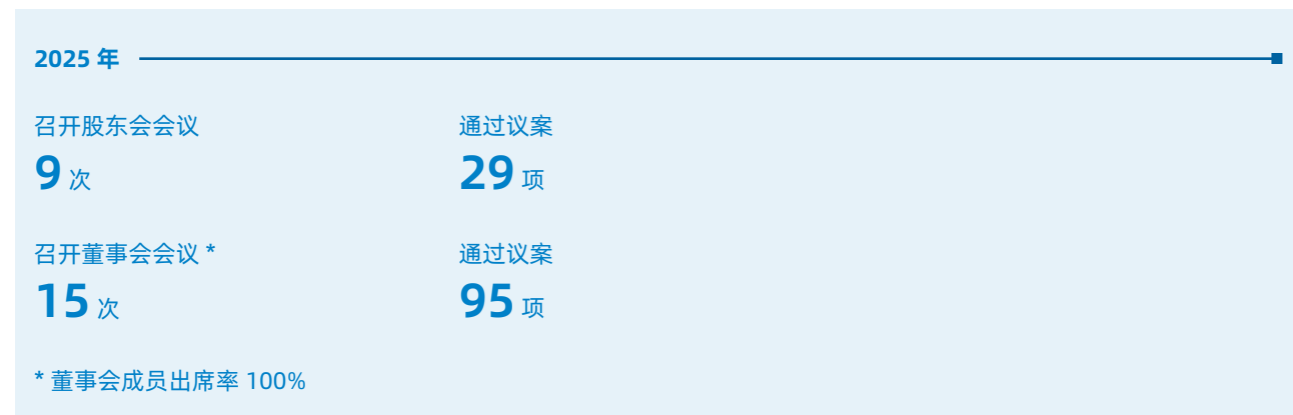 2025 年
召开股东会会议 通过议案
9 次 29 项
召开董事会会议 * 通过议案
15 次 95 项
* 董事会成员出席率 100%